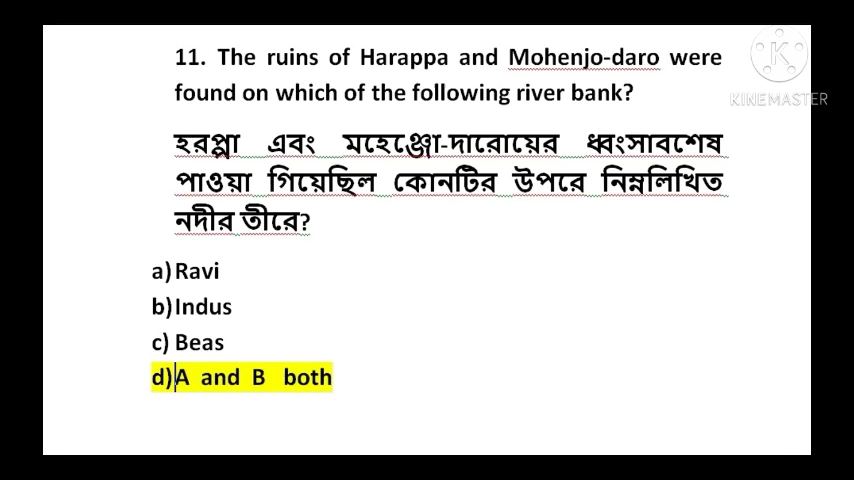 11. The ruins of Harappa and Mohenjo-daro were
found on which of the following river bank?
হরপ্পা এবং মহেঞ্জো-দারোয়ের ধ্বংসাবশেষ
পাওয়া গিয়েছিল কোনটির উপরে নিম্নলিখিত
নদীর তীরে?
a) Ravi
b) Indus
c) Beas
d) A and B both
KINEMASTER